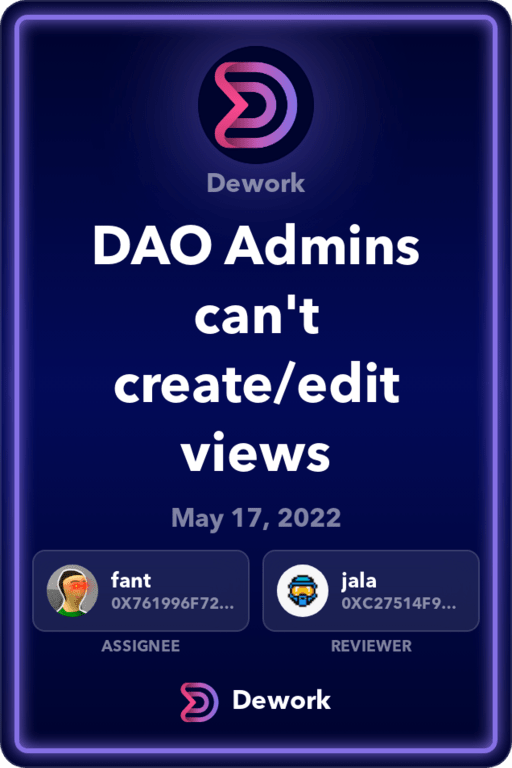 Dework
DAO Admins
can't
create/edit
views
May 17, 2022
fant
0X761996F72...
jala
0XC27514F9...
ASSIGNEE
REVIEWER
Dework